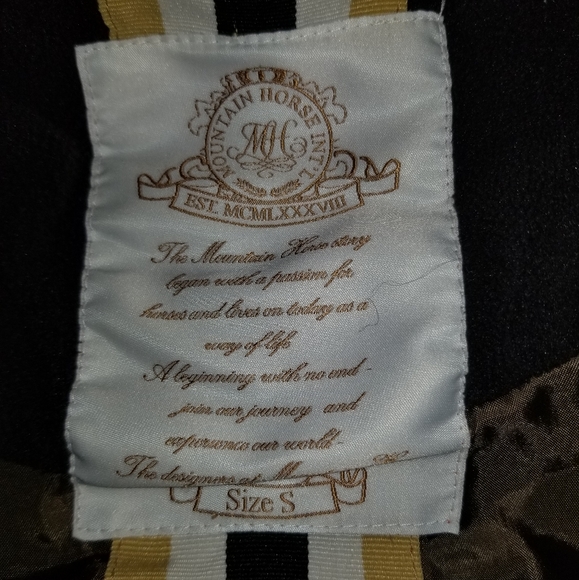 MOUNTAIN HORSE INT'L
MH
EST. MCMLXXXVIII
The Mountain Horse story
began with a passion for
horses and lives on today as a
way of life
A beginning with no end -
join our journey and
experience our world -
The designers at
Size S